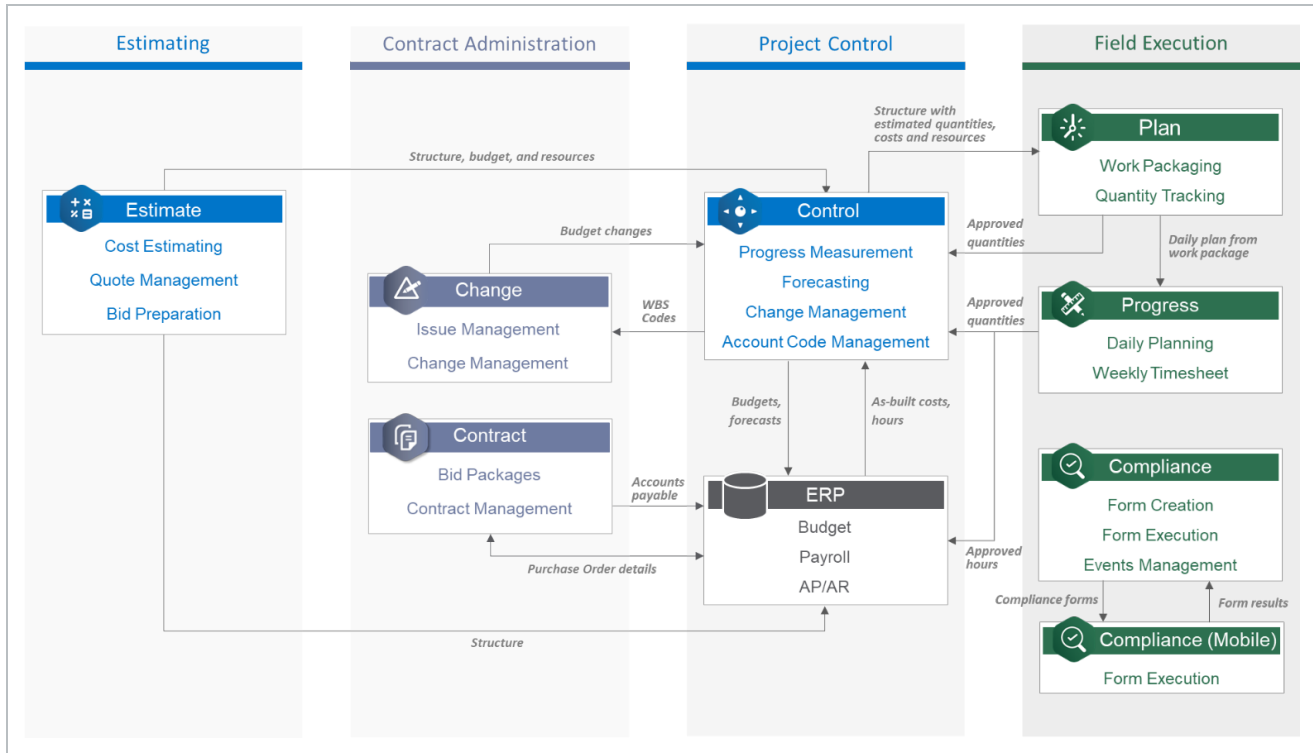 Estimating
Contract Administration
Project Control
Field Execution
Structure with
estimated quantities,
costs and resources
Plan
Work Packaging
Quantity Tracking
Structure, budget, and resources
Estimate
Cost Estimating
Quote Management
Bid Preparation
Control
Progress Measurement
Forecasting
Change Management
Account Code Management
Approved
quantities
Daily plan from
work package
Budget changes
Change
Issue Management
Change Management
WBS
Codes
Approved
quantities
Progress
Daily Planning
Weekly Timesheet
Budgets,
forecasts
As-built costs,
hours
Contract
Bid Packages
Contract Management
Accounts
payable
ERP
Budget
Payroll
AP/AR
Purchase Order details
Approved
hours
Compliance
Form Creation
Form Execution
Events Management
Compliance forms
Form results
Structure
Compliance (Mobile)
Form Execution